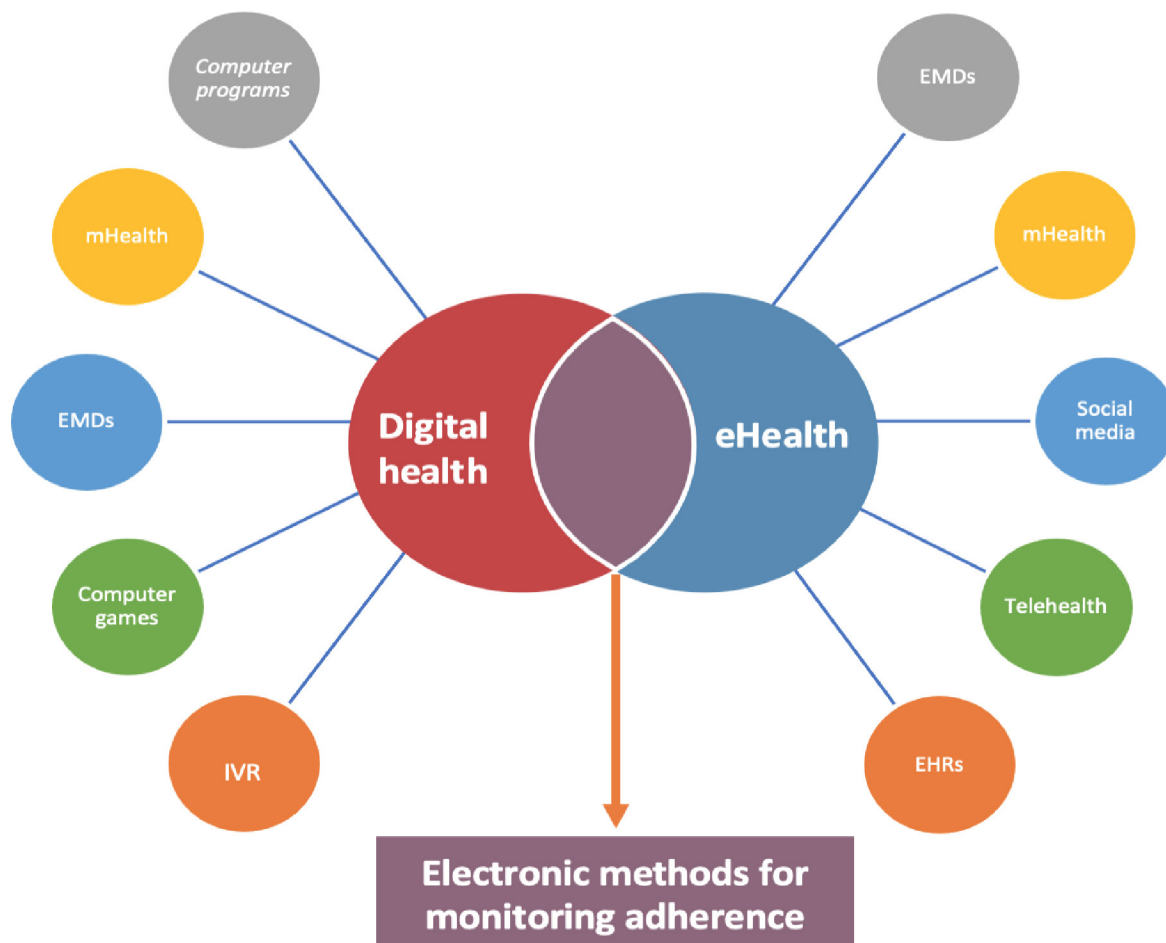 Computer
programs
EMDs
mHealth
mHealth
EMDs
Digital
health
eHealth
Social
media
Computer
games
Telehealth
IVR
EHRs
Electronic methods for
monitoring adherence